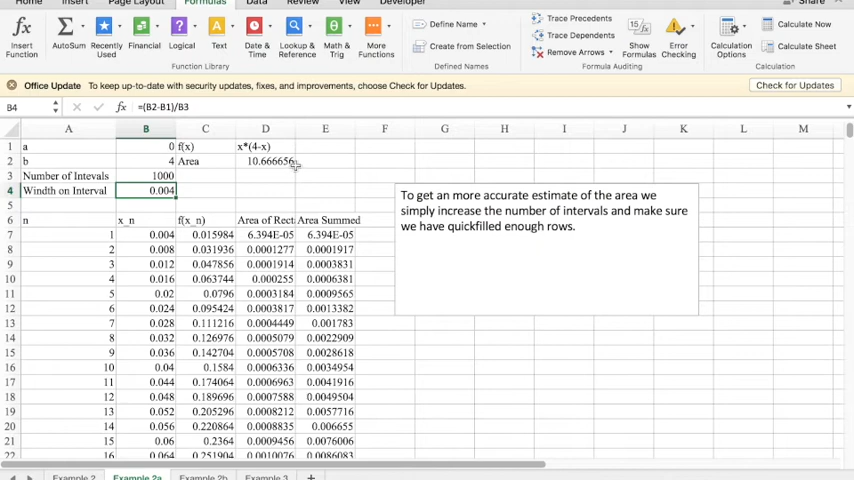 Home Insert Page Layout Formulas Data Review View Developer Share
Insert Function AutoSum Recently Used Financial Logical Text Date & Time Lookup & Reference Math & Trig More Functions Define Name Create from Selection Trace Precedents Trace Dependents Remove Arrows Show Formulas Error Checking Calculation Options Calculate Now Calculate Sheet
Function Library Defined Names Formula Auditing Calculation
Office Update To keep up-to-date with security updates, fixes, and improvements, choose Check for Updates. Check for Updates
B4 fx =(B2-B1)/B3
A B C D E F G H I J K L M
1 a 0 f(x) x*(4-x)
2 b 4 Area 10.666656
3 Number of Intevals 1000
4 Windth on Interval 0.004
5
6 n x_n f(x_n) Area of Recta Area Summed
7 1 0.004 0.015984 6.394E-05 6.394E-05
8 2 0.008 0.031936 0.0001277 0.0001917
9 3 0.012 0.047856 0.0001914 0.0003831
10 4 0.016 0.063744 0.000255 0.0006381
11 5 0.02 0.0796 0.0003184 0.0009565
12 6 0.024 0.095424 0.0003817 0.0013382
13 7 0.028 0.111216 0.0004449 0.001783
14 8 0.032 0.126976 0.0005079 0.0022909
15 9 0.036 0.142704 0.0005708 0.0028618
16 10 0.04 0.1584 0.0006336 0.0034954
17 11 0.044 0.174064 0.0006963 0.0041916
18 12 0.048 0.189696 0.0007588 0.0049504
19 13 0.052 0.205296 0.0008212 0.0057716
20 14 0.056 0.220864 0.0008835 0.006655
21 15 0.06 0.2364 0.0009456 0.0076006
22 16 0.064 0.251904 0.0010076 0.0086083
To get an more accurate estimate of the area we
simply increase the number of intervals and make sure
we have quickfilled enough rows.
Example 2 Example 2a Example 2b Example 3 +